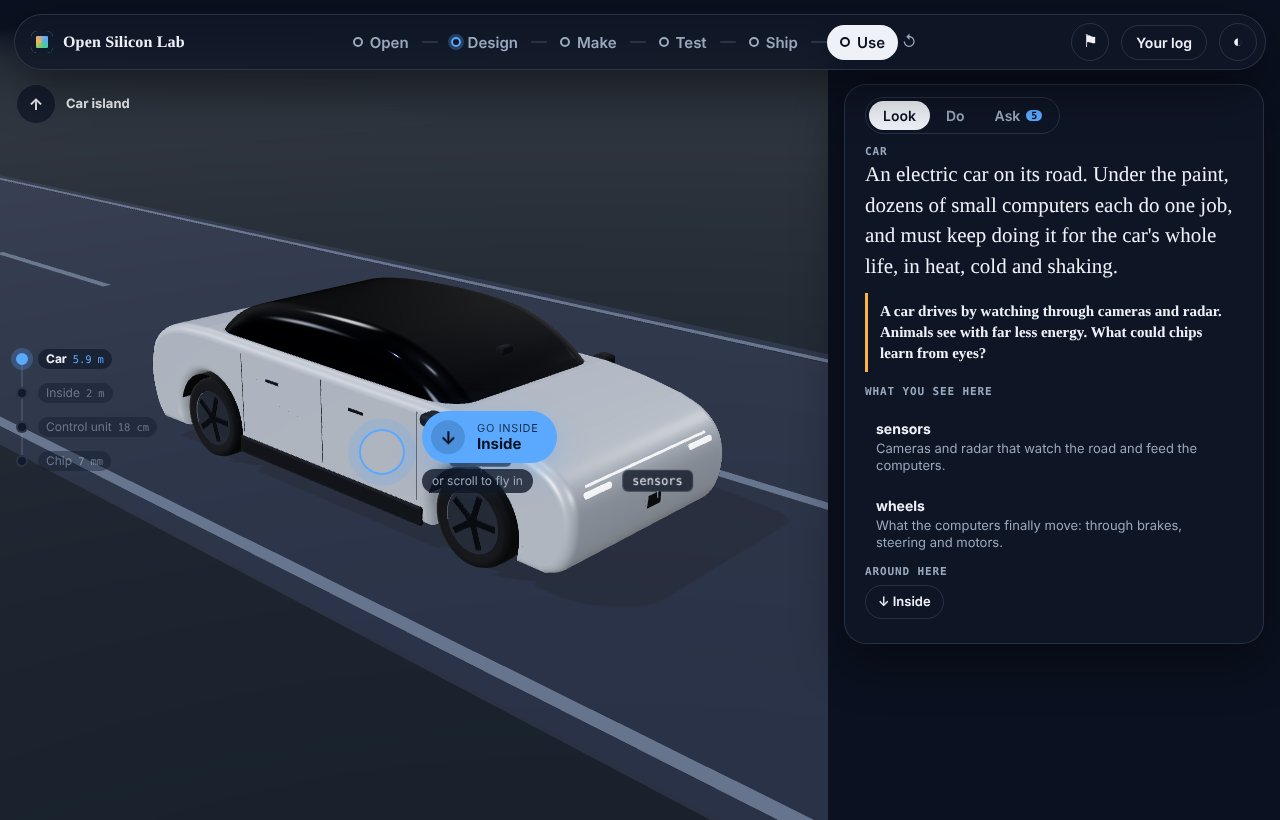 Open Silicon Lab
Open
Design
Make
Test
Ship
Use
Your log
Car island
Car 5.9 m
Inside 2 m
Control unit 18 cm
Chip 7 mm
GO INSIDE
Inside
or scroll to fly in
sensors
Look
Do
Ask 5
CAR
An electric car on its road. Under the paint,
dozens of small computers each do one job,
and must keep doing it for the car's whole
life, in heat, cold and shaking.
A car drives by watching through cameras and radar.
Animals see with far less energy. What could chips
learn from eyes?
WHAT YOU SEE HERE
sensors
Cameras and radar that watch the road and feed the
computers.
wheels
What the computers finally move: through brakes,
steering and motors.
AROUND HERE
↓ Inside